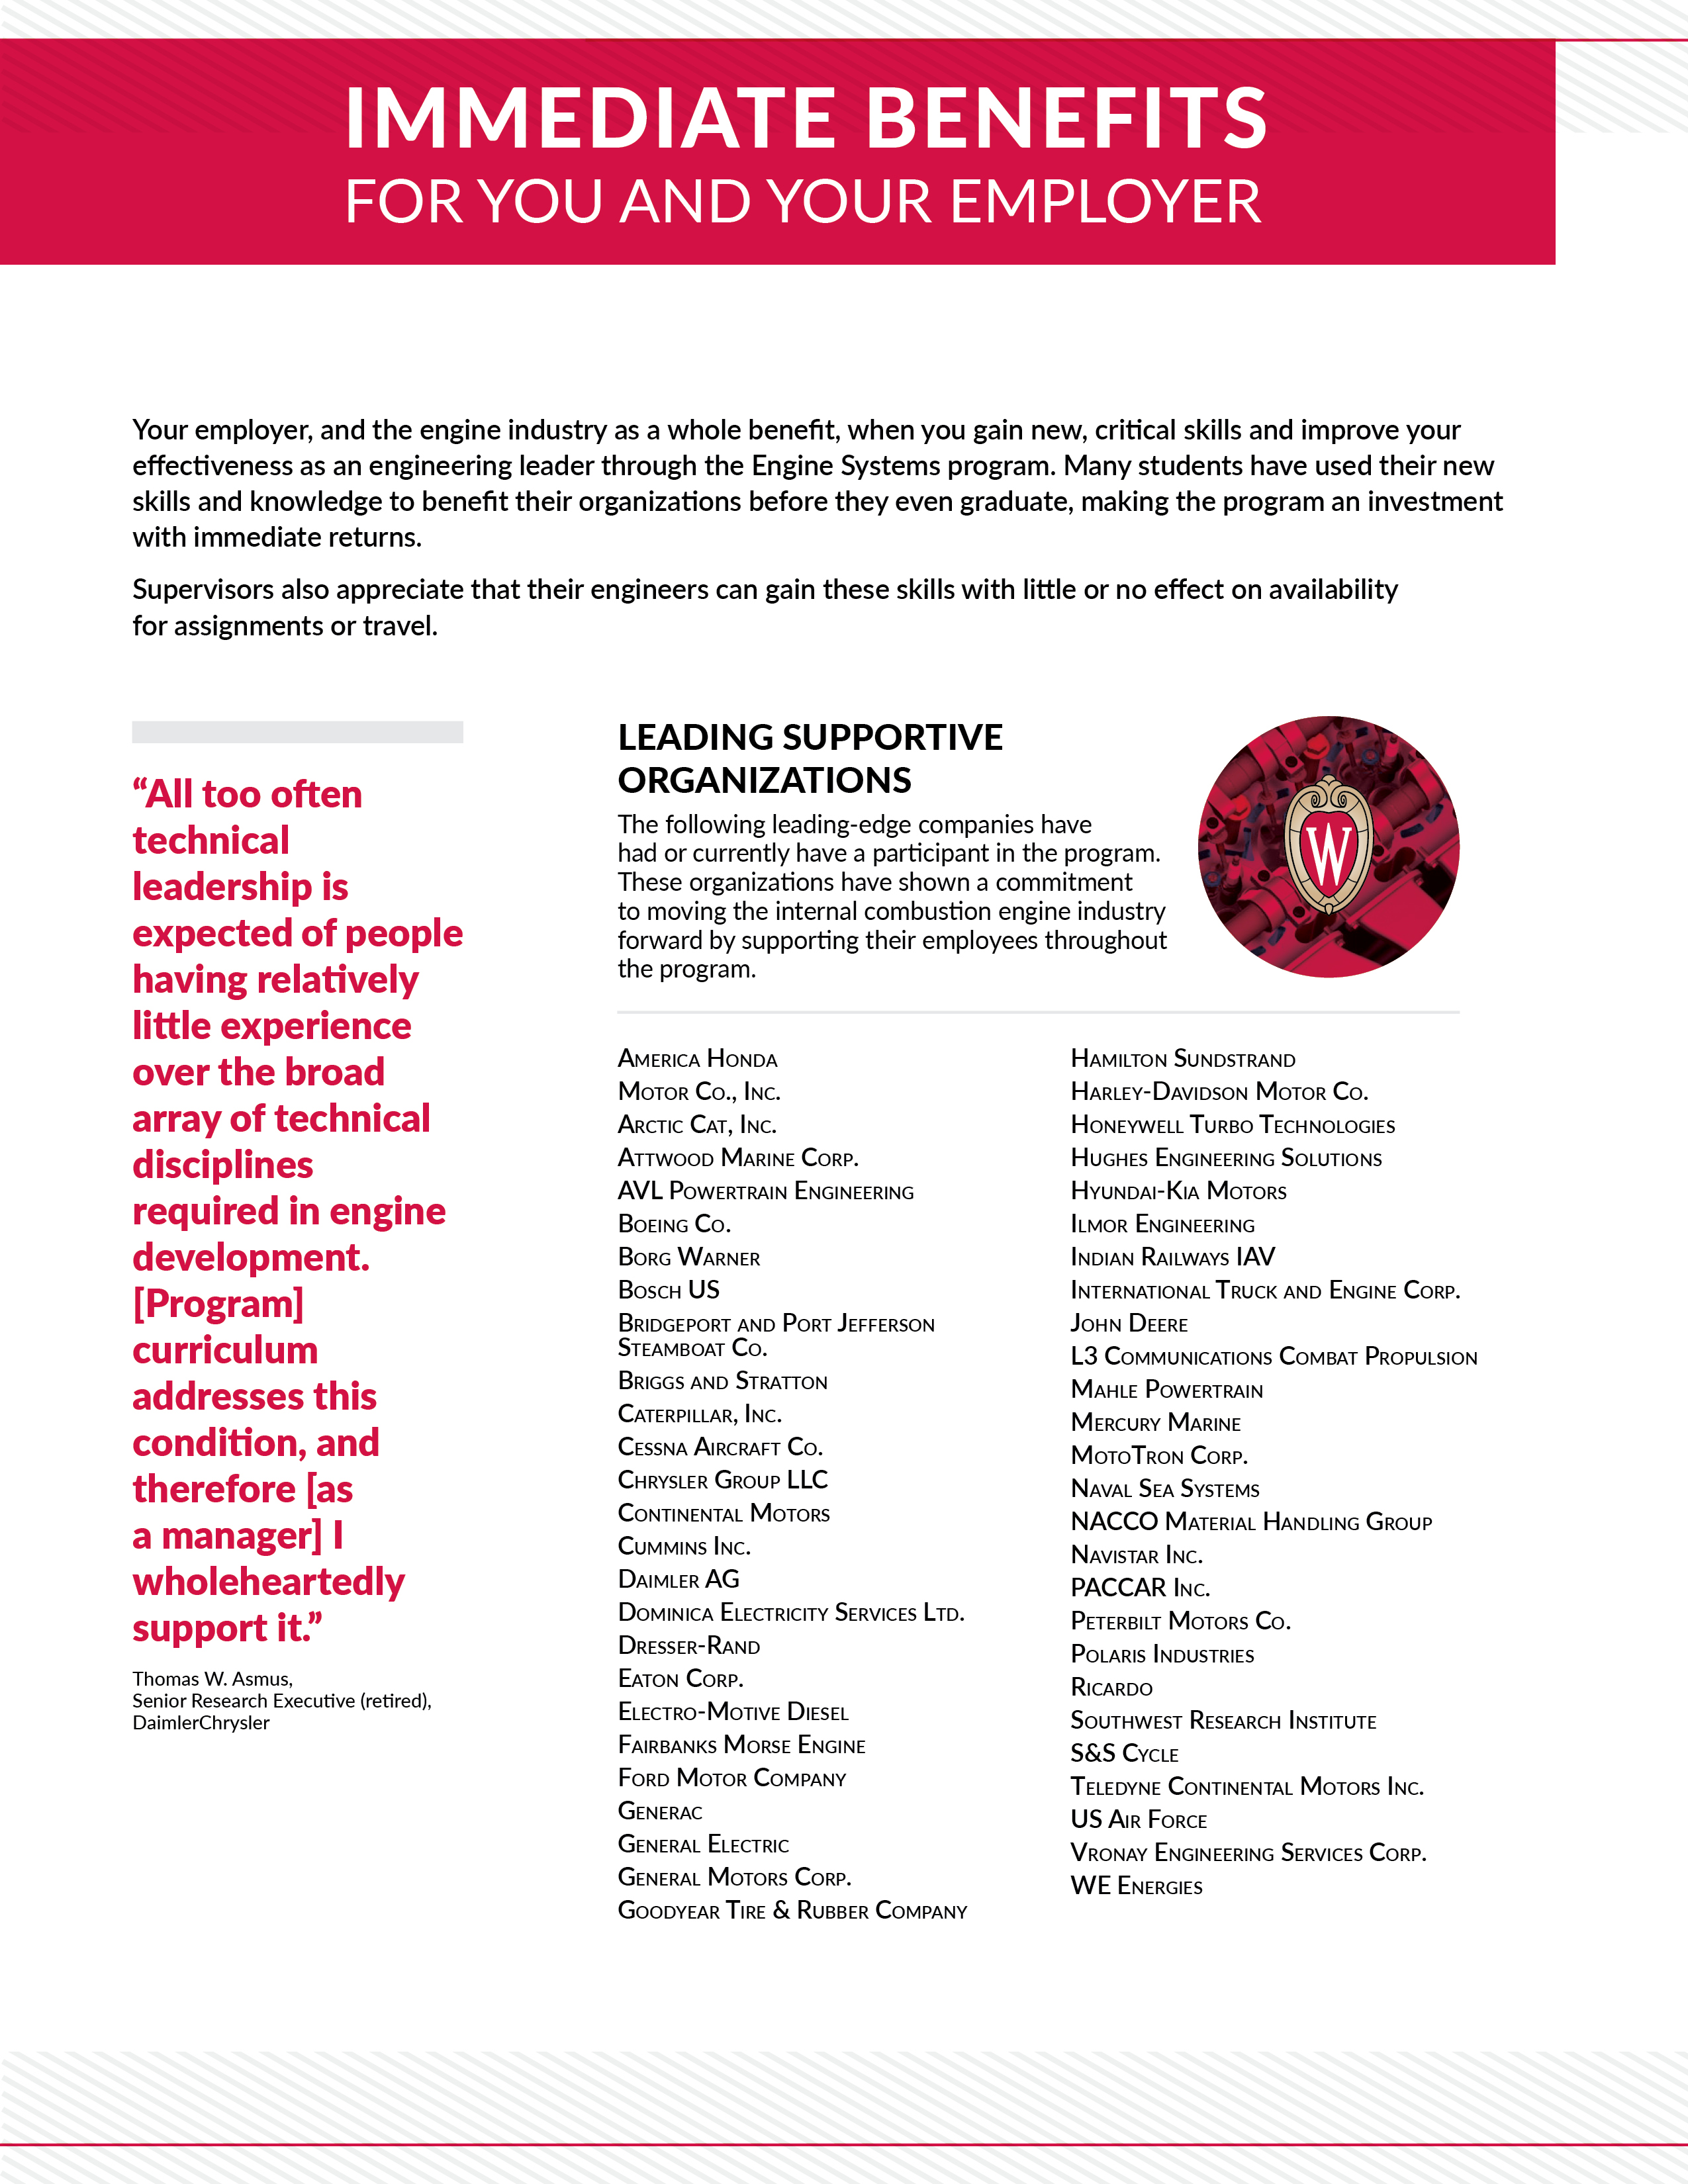 IMMEDIATE BENEFITS
FOR YOU AND YOUR EMPLOYER
Your employer, and the engine industry as a whole benefit, when you gain new, critical skills and improve your
effectiveness as an engineering leader through the Engine Systems program. Many students have used their new
skills and knowledge to benefit their organizations before they even graduate, making the program an investment
with immediate returns.
Supervisors also appreciate that their engineers can gain these skills with little or no effect on availability
for assignments or travel.
“All too often
technical
leadership is
expected of people
having relatively
little experience
over the broad
array of technical
disciplines
required in engine
development.
[Program]
curriculum
addresses this
condition, and
therefore [as
a manager] I
wholeheartedly
support it.”
Thomas W. Asmus,
Senior Research Executive (retired),
DaimlerChrysler
LEADING SUPPORTIVE
ORGANIZATIONS
The following leading-edge companies have
had or currently have a participant in the program.
These organizations have shown a commitment
to moving the internal combustion engine industry
forward by supporting their employees throughout
the program.
W
America Honda
Motor Co., Inc.
Arctic Cat, Inc.
Attwood Marine Corp.
AVL Powertrain Engineering
Boeing Co.
Borg Warner
Bosch US
Bridgeport and Port Jefferson
Steamboat Co.
Briggs and Stratton
Caterpillar, Inc.
Cessna Aircraft Co.
Chrysler Group LLC
Continental Motors
Cummins Inc.
Daimler AG
Dominica Electricity Services Ltd.
Dresser-Rand
Eaton Corp.
Electro-Motive Diesel
Fairbanks Morse Engine
Ford Motor Company
Generac
General Electric
General Motors Corp.
Goodyear Tire & Rubber Company
Hamilton Sundstrand
Harley-Davidson Motor Co.
Honeywell Turbo Technologies
Hughes Engineering Solutions
Hyundai-Kia Motors
Ilmor Engineering
Indian Railways IAV
International Truck and Engine Corp.
John Deere
L3 Communications Combat Propulsion
Mahle Powertrain
Mercury Marine
MotoTron Corp.
Naval Sea Systems
NACCO Material Handling Group
Navistar Inc.
PACCAR Inc.
Peterbilt Motors Co.
Polaris Industries
Ricardo
Southwest Research Institute
S&S Cycle
Teledyne Continental Motors Inc.
US Air Force
Vronay Engineering Services Corp.
WE Energies